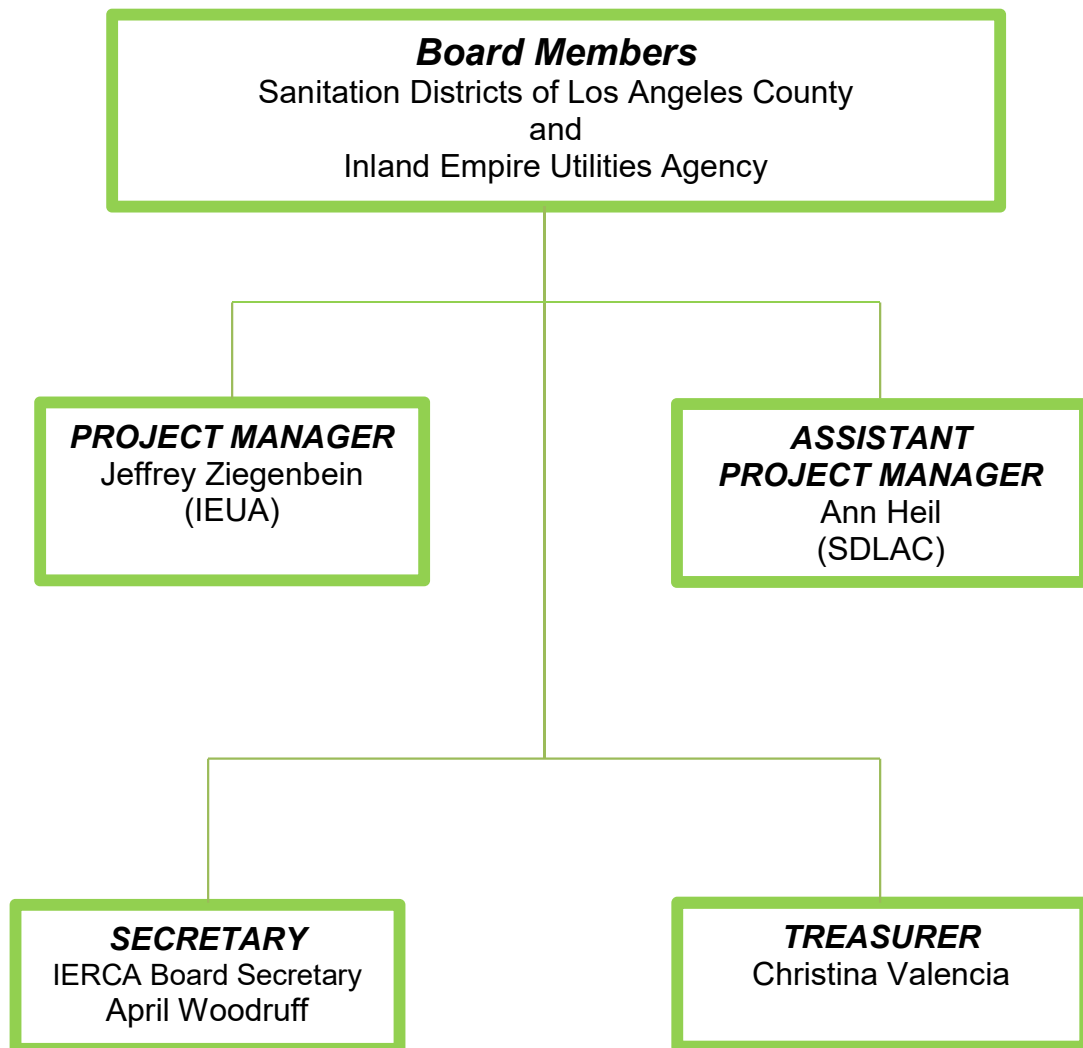 Board Members
Sanitation Districts of Los Angeles County
and
Inland Empire Utilities Agency
PROJECT MANAGER
Jeffrey Ziegenbein
(IEUA)
ASSISTANT
PROJECT MANAGER
Ann Heil
(SDLAC)
SECRETARY
IERCA Board Secretary
April Woodruff
TREASURER
Christina Valencia